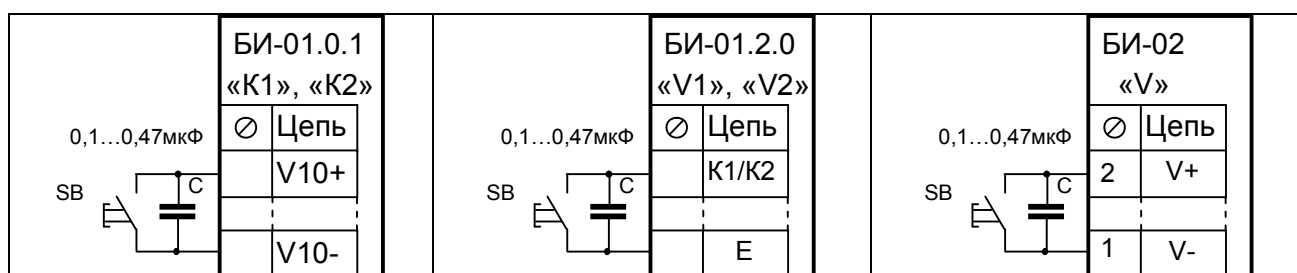 БИ-01.0.1
«К1», «К2»
⊘ Цепь
0,1…0,47мкФ
V10+
SB
C
V10-
БИ-01.2.0
«V1», «V2»
⊘ Цепь
0,1…0,47мкФ
К1/К2
SB
C
E
БИ-02
«V»
⊘ Цепь
0,1…0,47мкФ
2 V+
SB
C
1 V-